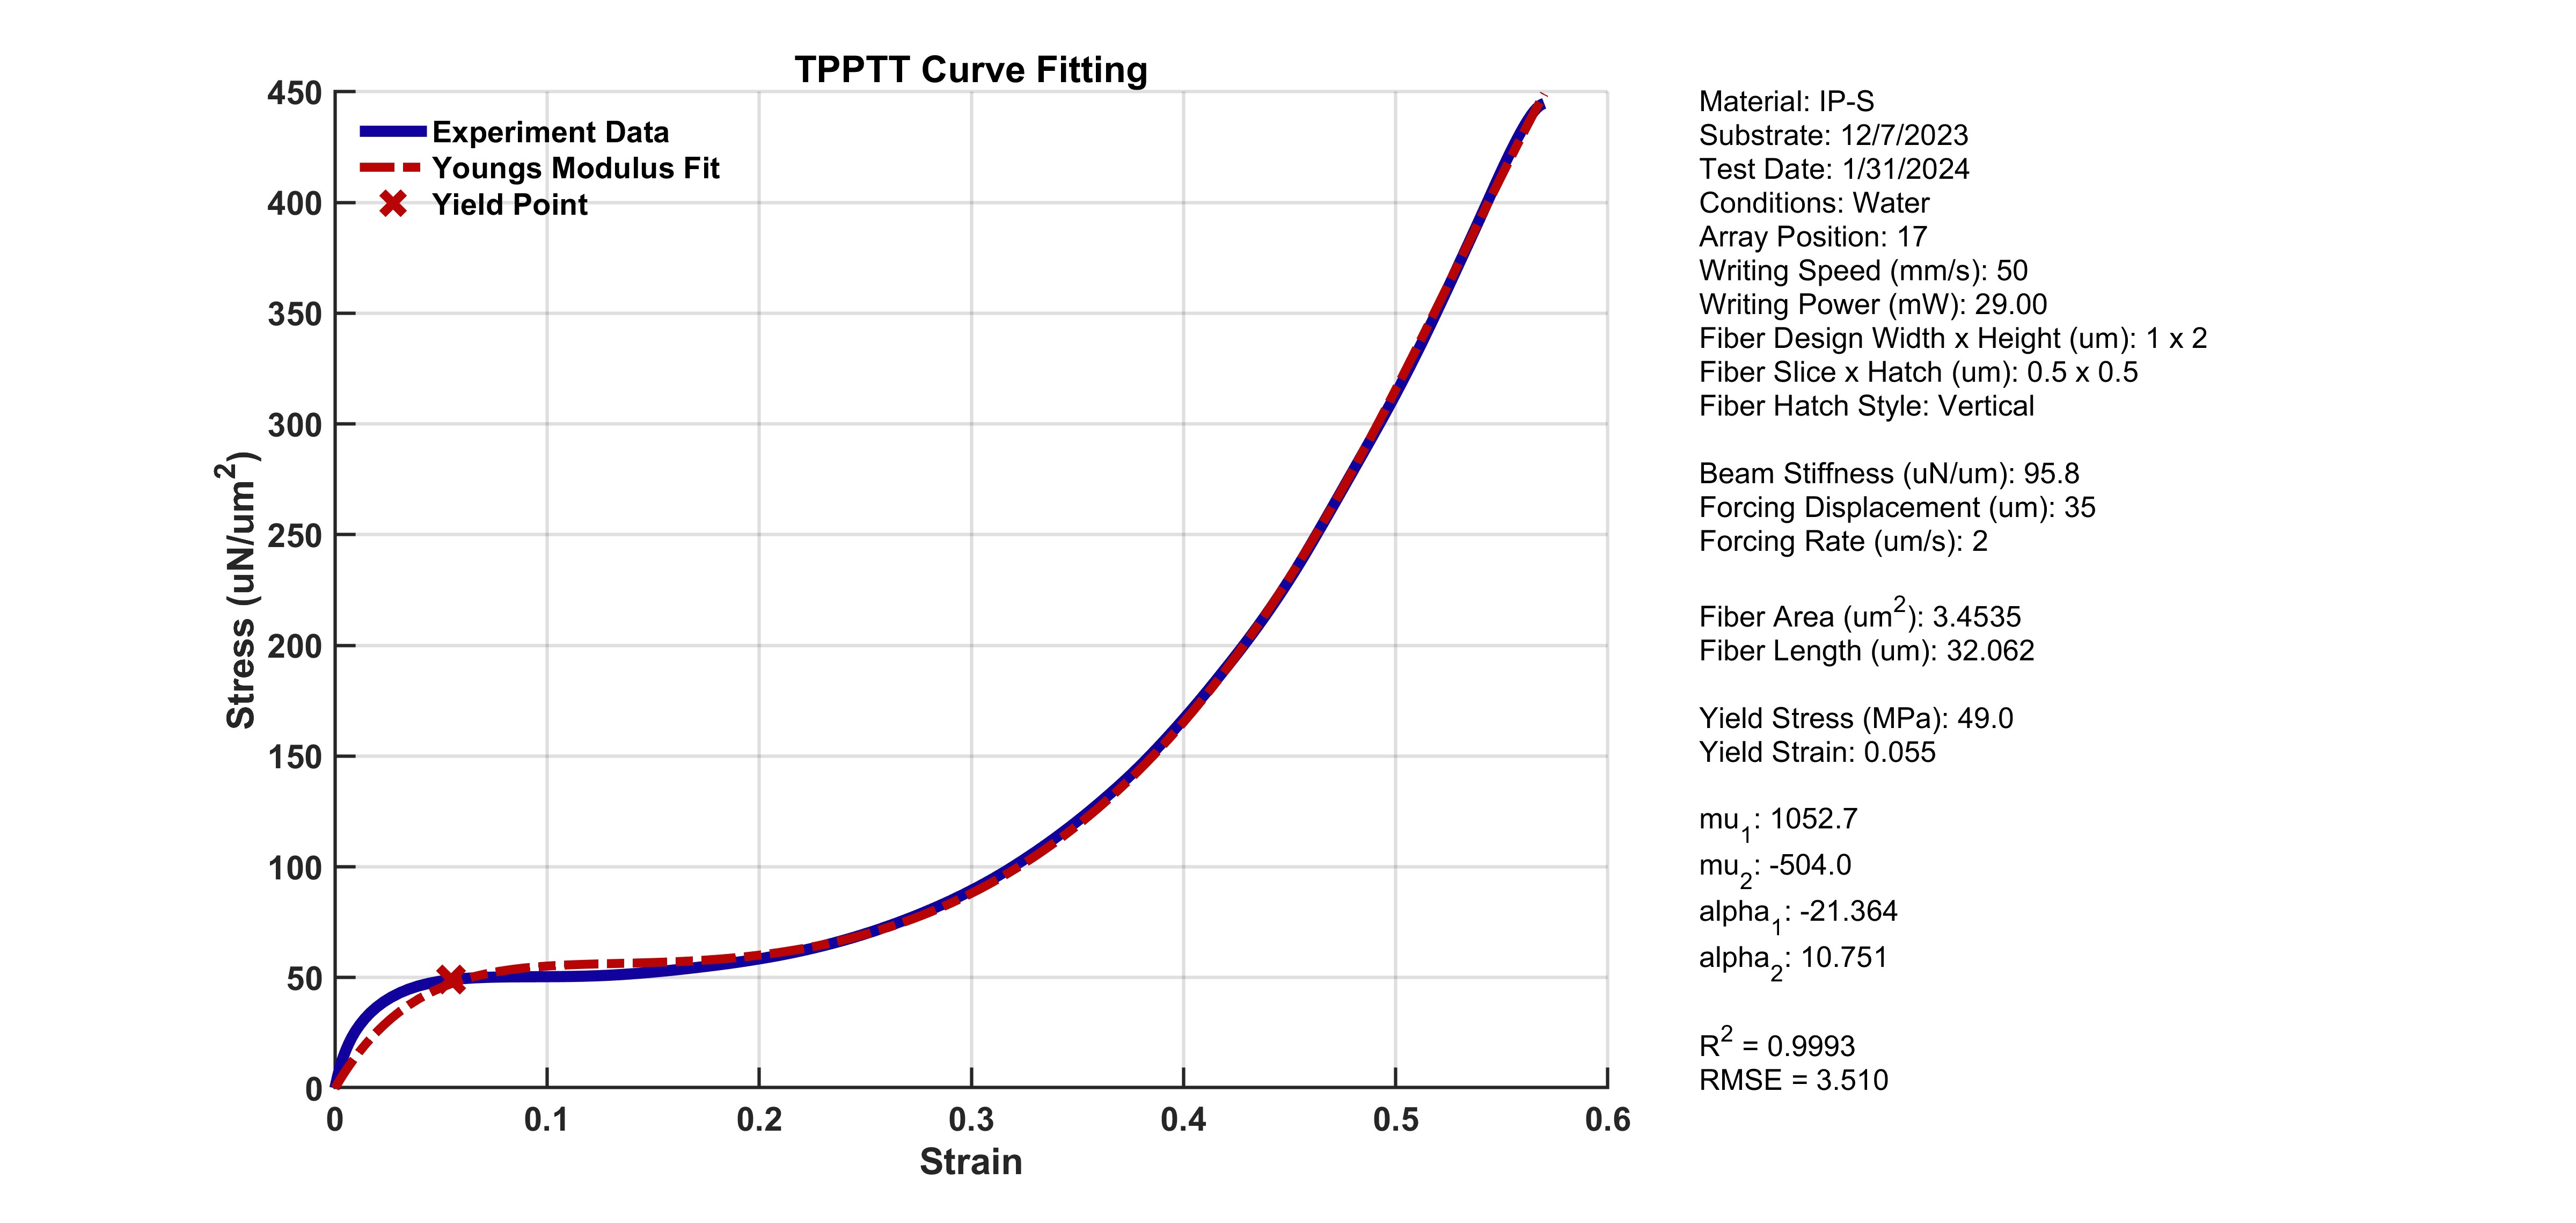 TPPTT Curve Fitting
450
400
350
300
250
200
150
100
50
0
Stress (uN/um²)
Experiment Data
Youngs Modulus Fit
Yield Point
0 0.1 0.2 0.3 0.4 0.5 0.6
Strain
Material: IP-S
Substrate: 12/7/2023
Test Date: 1/31/2024
Conditions: Water
Array Position: 17
Writing Speed (mm/s): 50
Writing Power (mW): 29.00
Fiber Design Width x Height (um): 1 x 2
Fiber Slice x Hatch (um): 0.5 x 0.5
Fiber Hatch Style: Vertical
Beam Stiffness (uN/um): 95.8
Forcing Displacement (um): 35
Forcing Rate (um/s): 2
Fiber Area (um²): 3.4535
Fiber Length (um): 32.062
Yield Stress (MPa): 49.0
Yield Strain: 0.055
mu₁: 1052.7
mu₂: -504.0
alpha₁: -21.364
alpha₂: 10.751
R² = 0.9993
RMSE = 3.510